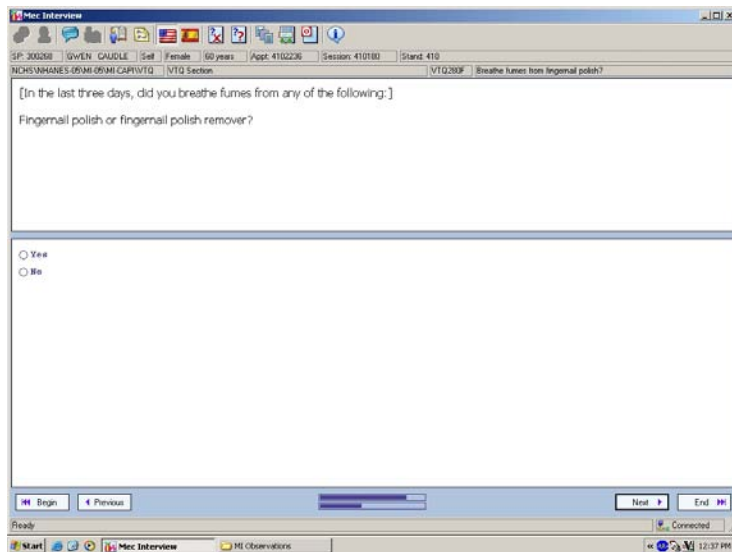 Mec Interview
SP: 300268 GWEN CAUDLE Self Female 60 years Appt: 4102236 Session: 410180 Stand: 410
NCHS\NHANES-05\MI-05\MI CAPI\VTQ VTQ Section VTQ280F Breathe fumes from fingernail polish?
[In the last three days, did you breathe fumes from any of the following:]
Fingernail polish or fingernail polish remover?
Yes
No
Begin Previous Next End
Ready Connected
Start Mec Interview MI Observations 12:37 PM